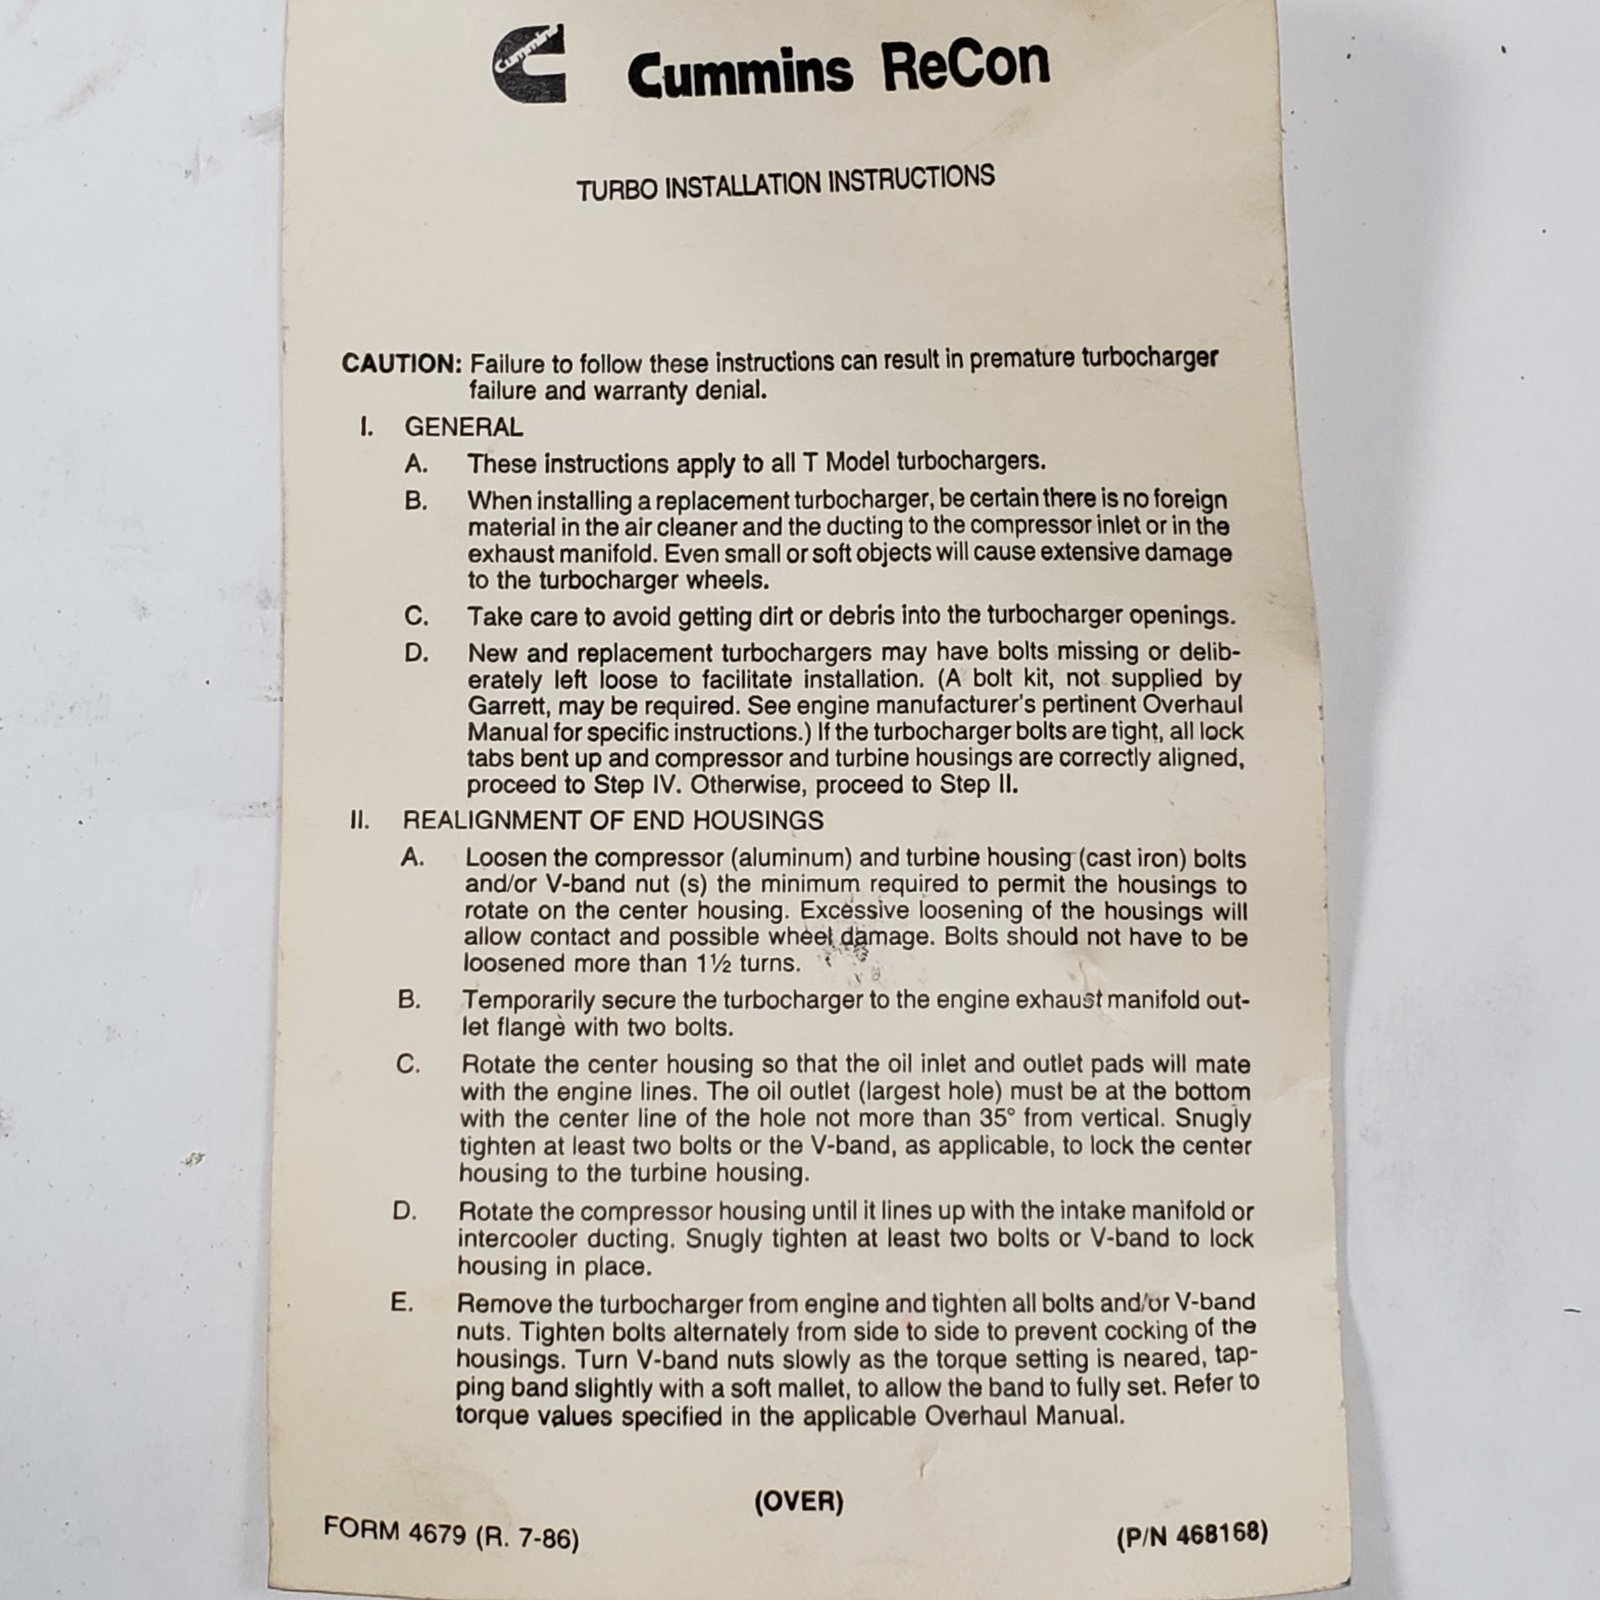 Cummins
Cummins ReCon
TURBO INSTALLATION INSTRUCTIONS
CAUTION: Failure to follow these instructions can result in premature turbocharger
failure and warranty denial.
I. GENERAL
A. These instructions apply to all T Model turbochargers.
B. When installing a replacement turbocharger, be certain there is no foreign
material in the air cleaner and the ducting to the compressor inlet or in the
exhaust manifold. Even small or soft objects will cause extensive damage
to the turbocharger wheels.
C. Take care to avoid getting dirt or debris into the turbocharger openings.
D. New and replacement turbochargers may have bolts missing or delib-
erately left loose to facilitate installation. (A bolt kit, not supplied by
Garrett, may be required. See engine manufacturer's pertinent Overhaul
Manual for specific instructions.) If the turbocharger bolts are tight, all lock
tabs bent up and compressor and turbine housings are correctly aligned,
proceed to Step IV. Otherwise, proceed to Step II.
II. REALIGNMENT OF END HOUSINGS
A. Loosen the compressor (aluminum) and turbine housing (cast iron) bolts
and/or V-band nut (s) the minimum required to permit the housings to
rotate on the center housing. Excessive loosening of the housings will
allow contact and possible wheel damage. Bolts should not have to be
loosened more than 1½ turns.
B. Temporarily secure the turbocharger to the engine exhaust manifold out-
let flange with two bolts.
C. Rotate the center housing so that the oil inlet and outlet pads will mate
with the engine lines. The oil outlet (largest hole) must be at the bottom
with the center line of the hole not more than 35° from vertical. Snugly
tighten at least two bolts or the V-band, as applicable, to lock the center
housing to the turbine housing.
D. Rotate the compressor housing until it lines up with the intake manifold or
intercooler ducting. Snugly tighten at least two bolts or V-band to lock
housing in place.
E. Remove the turbocharger from engine and tighten all bolts and/or V-band
nuts. Tighten bolts alternately from side to side to prevent cocking of the
housings. Turn V-band nuts slowly as the torque setting is neared, tap-
ping band slightly with a soft mallet, to allow the band to fully set. Refer to
torque values specified in the applicable Overhaul Manual.
(OVER)
FORM 4679 (R. 7-86)
(P/N 468168)